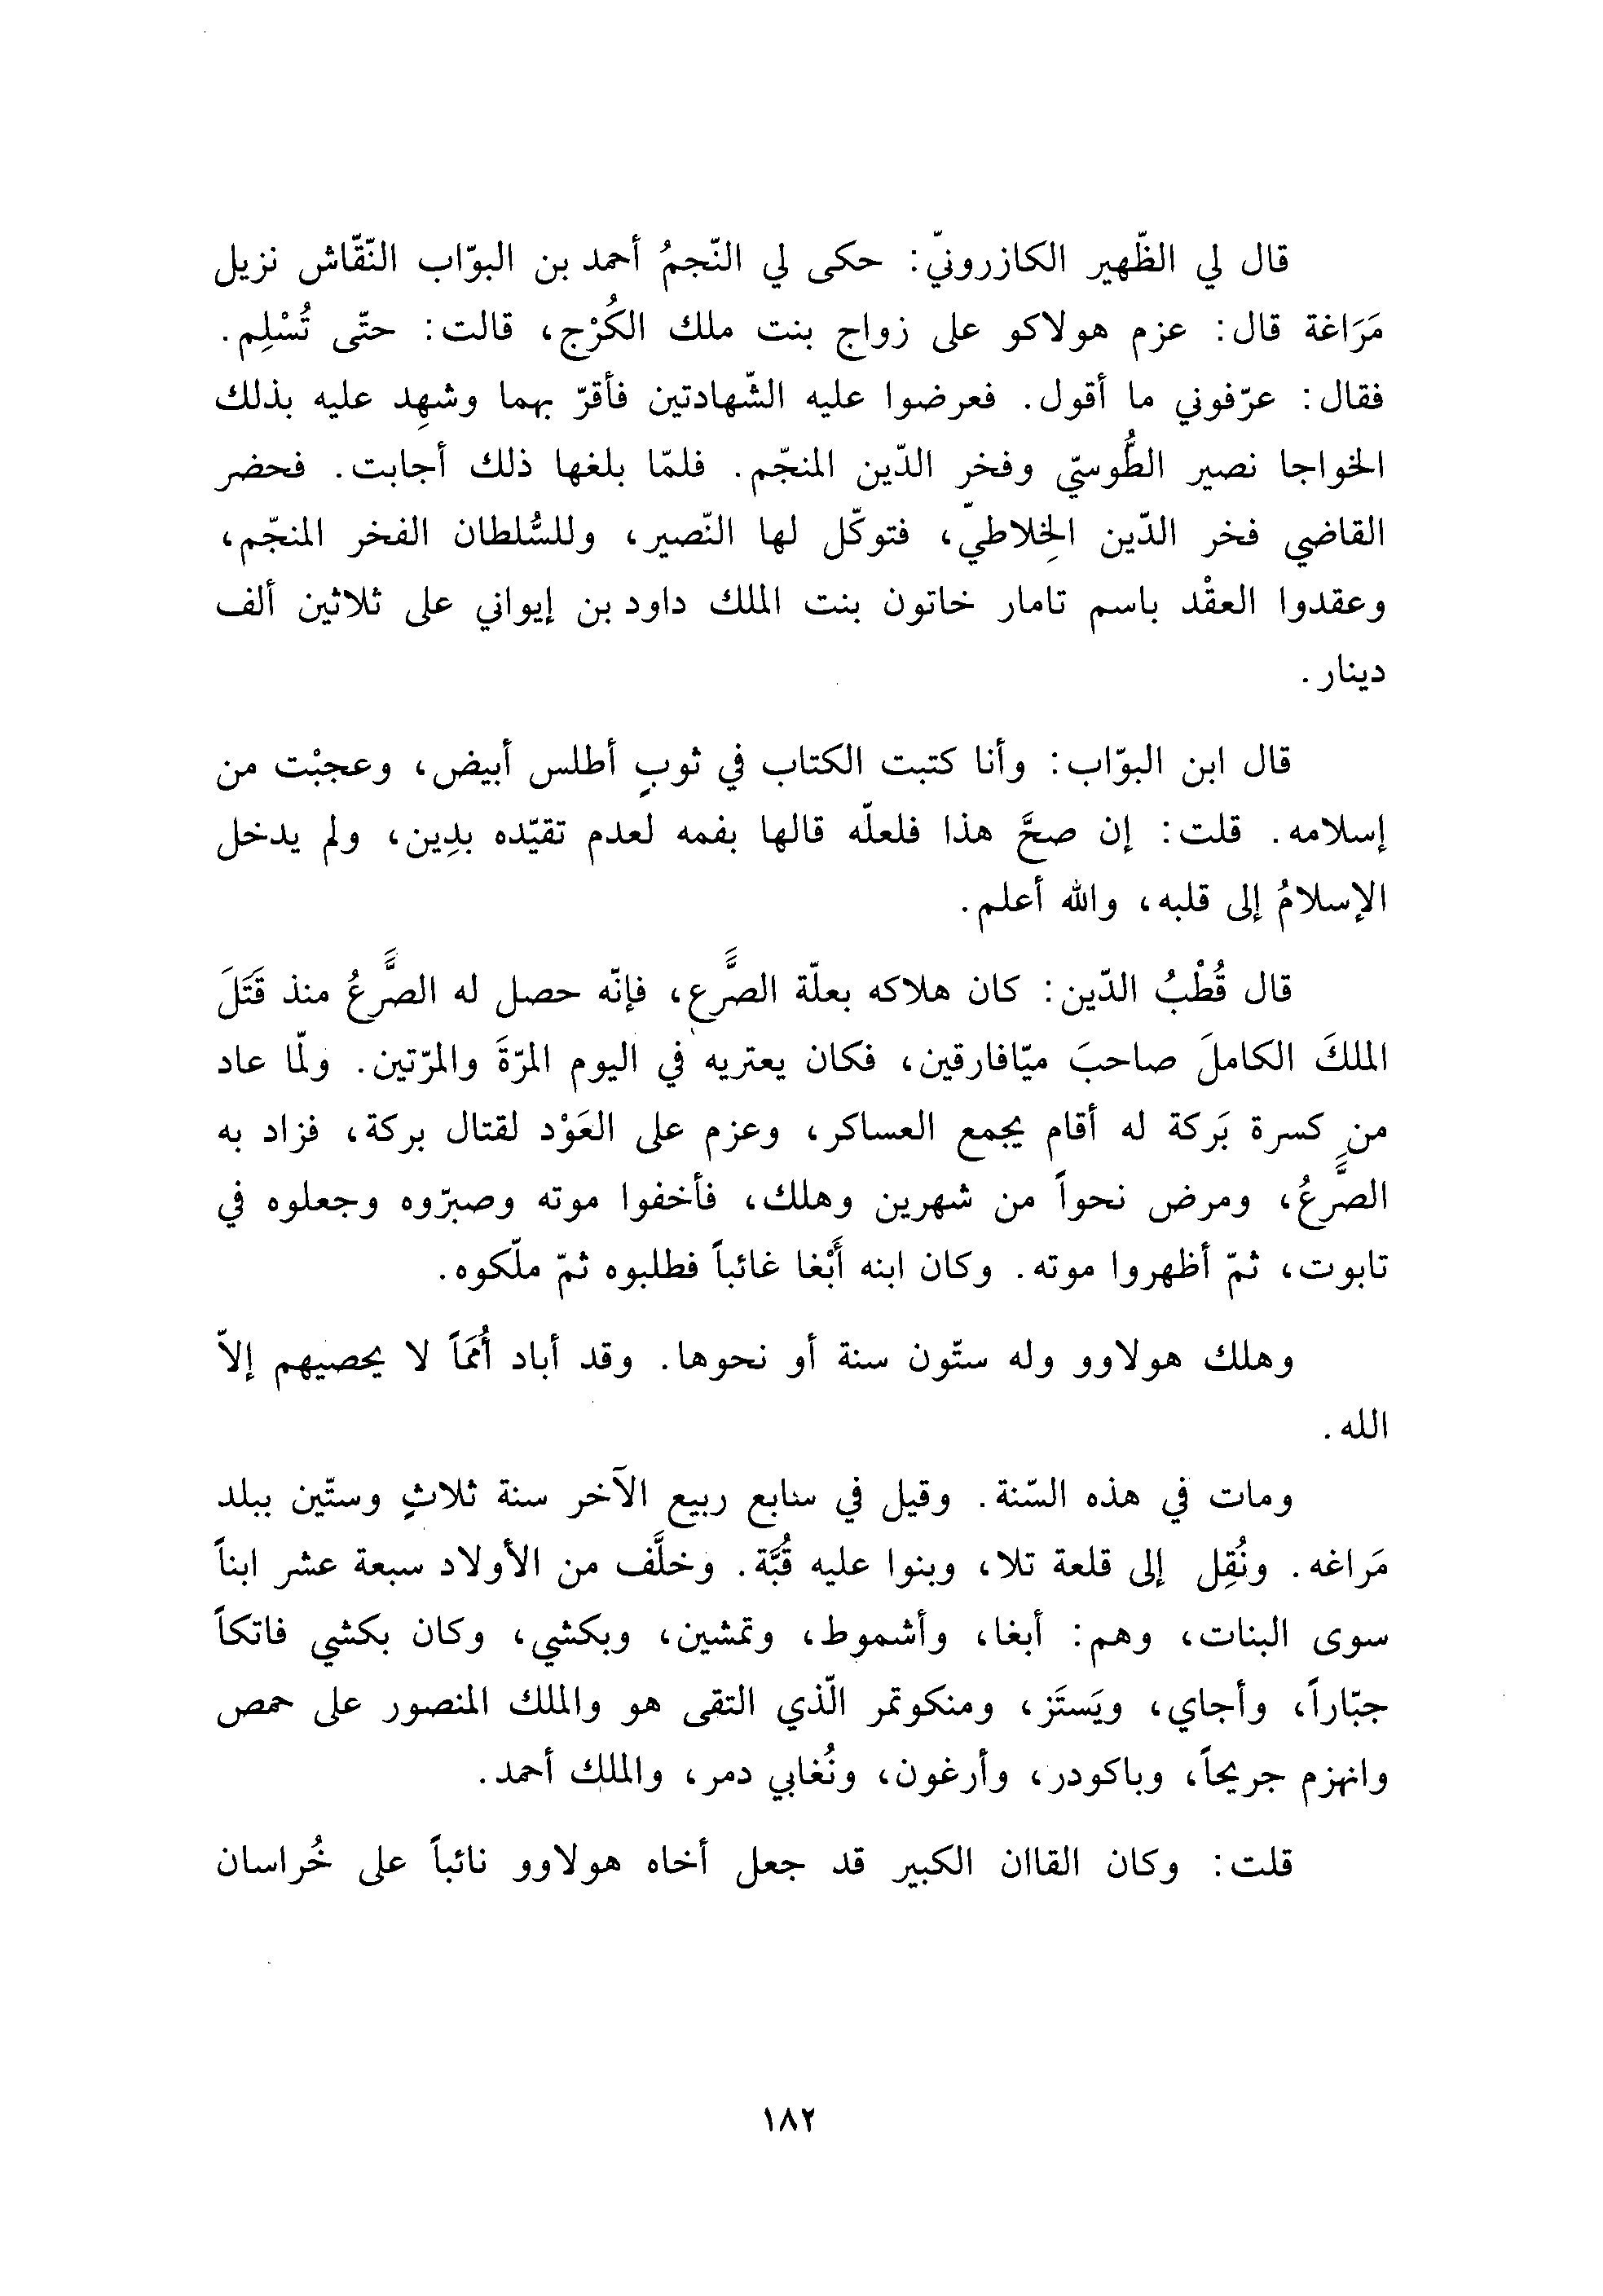 قال لي الظّهير الكازرونيّ: حكى لي النّجمُ أحمد بن البوّاب النّقّاش نزيل
مَرَاغة قال: عزم هولاكو على زواج بنت ملك الكُرْج، قالت: حتّى تُسْلِم.
فقال: عرّفوني ما أقول. فعرضوا عليه الشّهادتين فأقرّ بهما وشهِد عليه بذلك
الخواجا نصير الطُّوسيّ وفخر الدّين المنجّم. فلمّا بلغها ذلك أجابت. فحضر
القاضي فخر الدّين الخِلاطيّ، فتوكّل لها النّصير، وللسُّلطان الفخر المنجّم،
وعقدوا العقْد باسم تامار خاتون بنت الملك داود بن إيواني على ثلاثين ألف
دينار.
قال ابن البوّاب: وأنا كتبت الكتاب في ثوبٍ أطلس أبيض، وعجبْت من
إسلامه. قلت: إن صحَّ هذا فلعلّه قالها بفمه لعدم تقيّده بدِين، ولم يدخل
الإسلامُ إلى قلبه، والله أعلم.
قال قُطْبُ الدّين: كان هلاكه بعلّة الصَّرع، فإنّه حصل له الصَّرعُ منذ قَتَلَ
الملكَ الكاملَ صاحبَ ميّافارقين، فكان يعتريه في اليوم المرّةَ والمرّتين. ولمّا عاد
من كسرة بَركة له أقام يجمع العساكر، وعزم على العَوْد لقتال بركة، فزاد به
الصَّرعُ، ومرض نحواً من شهرين وهلك، فأخفوا موته وصبّروه وجعلوه في
تابوت، ثمّ أظهروا موته. وكان ابنه أَبْغا غائباً فطلبوه ثمّ ملّكوه.
وهلك هولاوو وله ستّون سنة أو نحوها. وقد أباد أُمَماً لا يحصيهم إلاّ
الله.
ومات في هذه السّنة. وقيل في سابع ربيع الآخر سنة ثلاثٍ وستّين ببلد
مَراغه. ونُقِل إلى قلعة تلا، وبنوا عليه قُبَّة. وخلَّف من الأولاد سبعة عشر ابناً
سوى البنات، وهم: أبغا، وأشموط، وتمشين، وبكشي، وكان بكشي فاتكاً
جبّاراً، وأجاي، ويَستَز، ومنكوتمر الّذي التقى هو والملك المنصور على حمص
وانهزم جريحاً، وباكودر، وأرغون، ونُغابي دمر، والملك أحمد.
قلت: وكان القاان الكبير قد جعل أخاه هولاوو نائباً على خُراسان
١٨٢